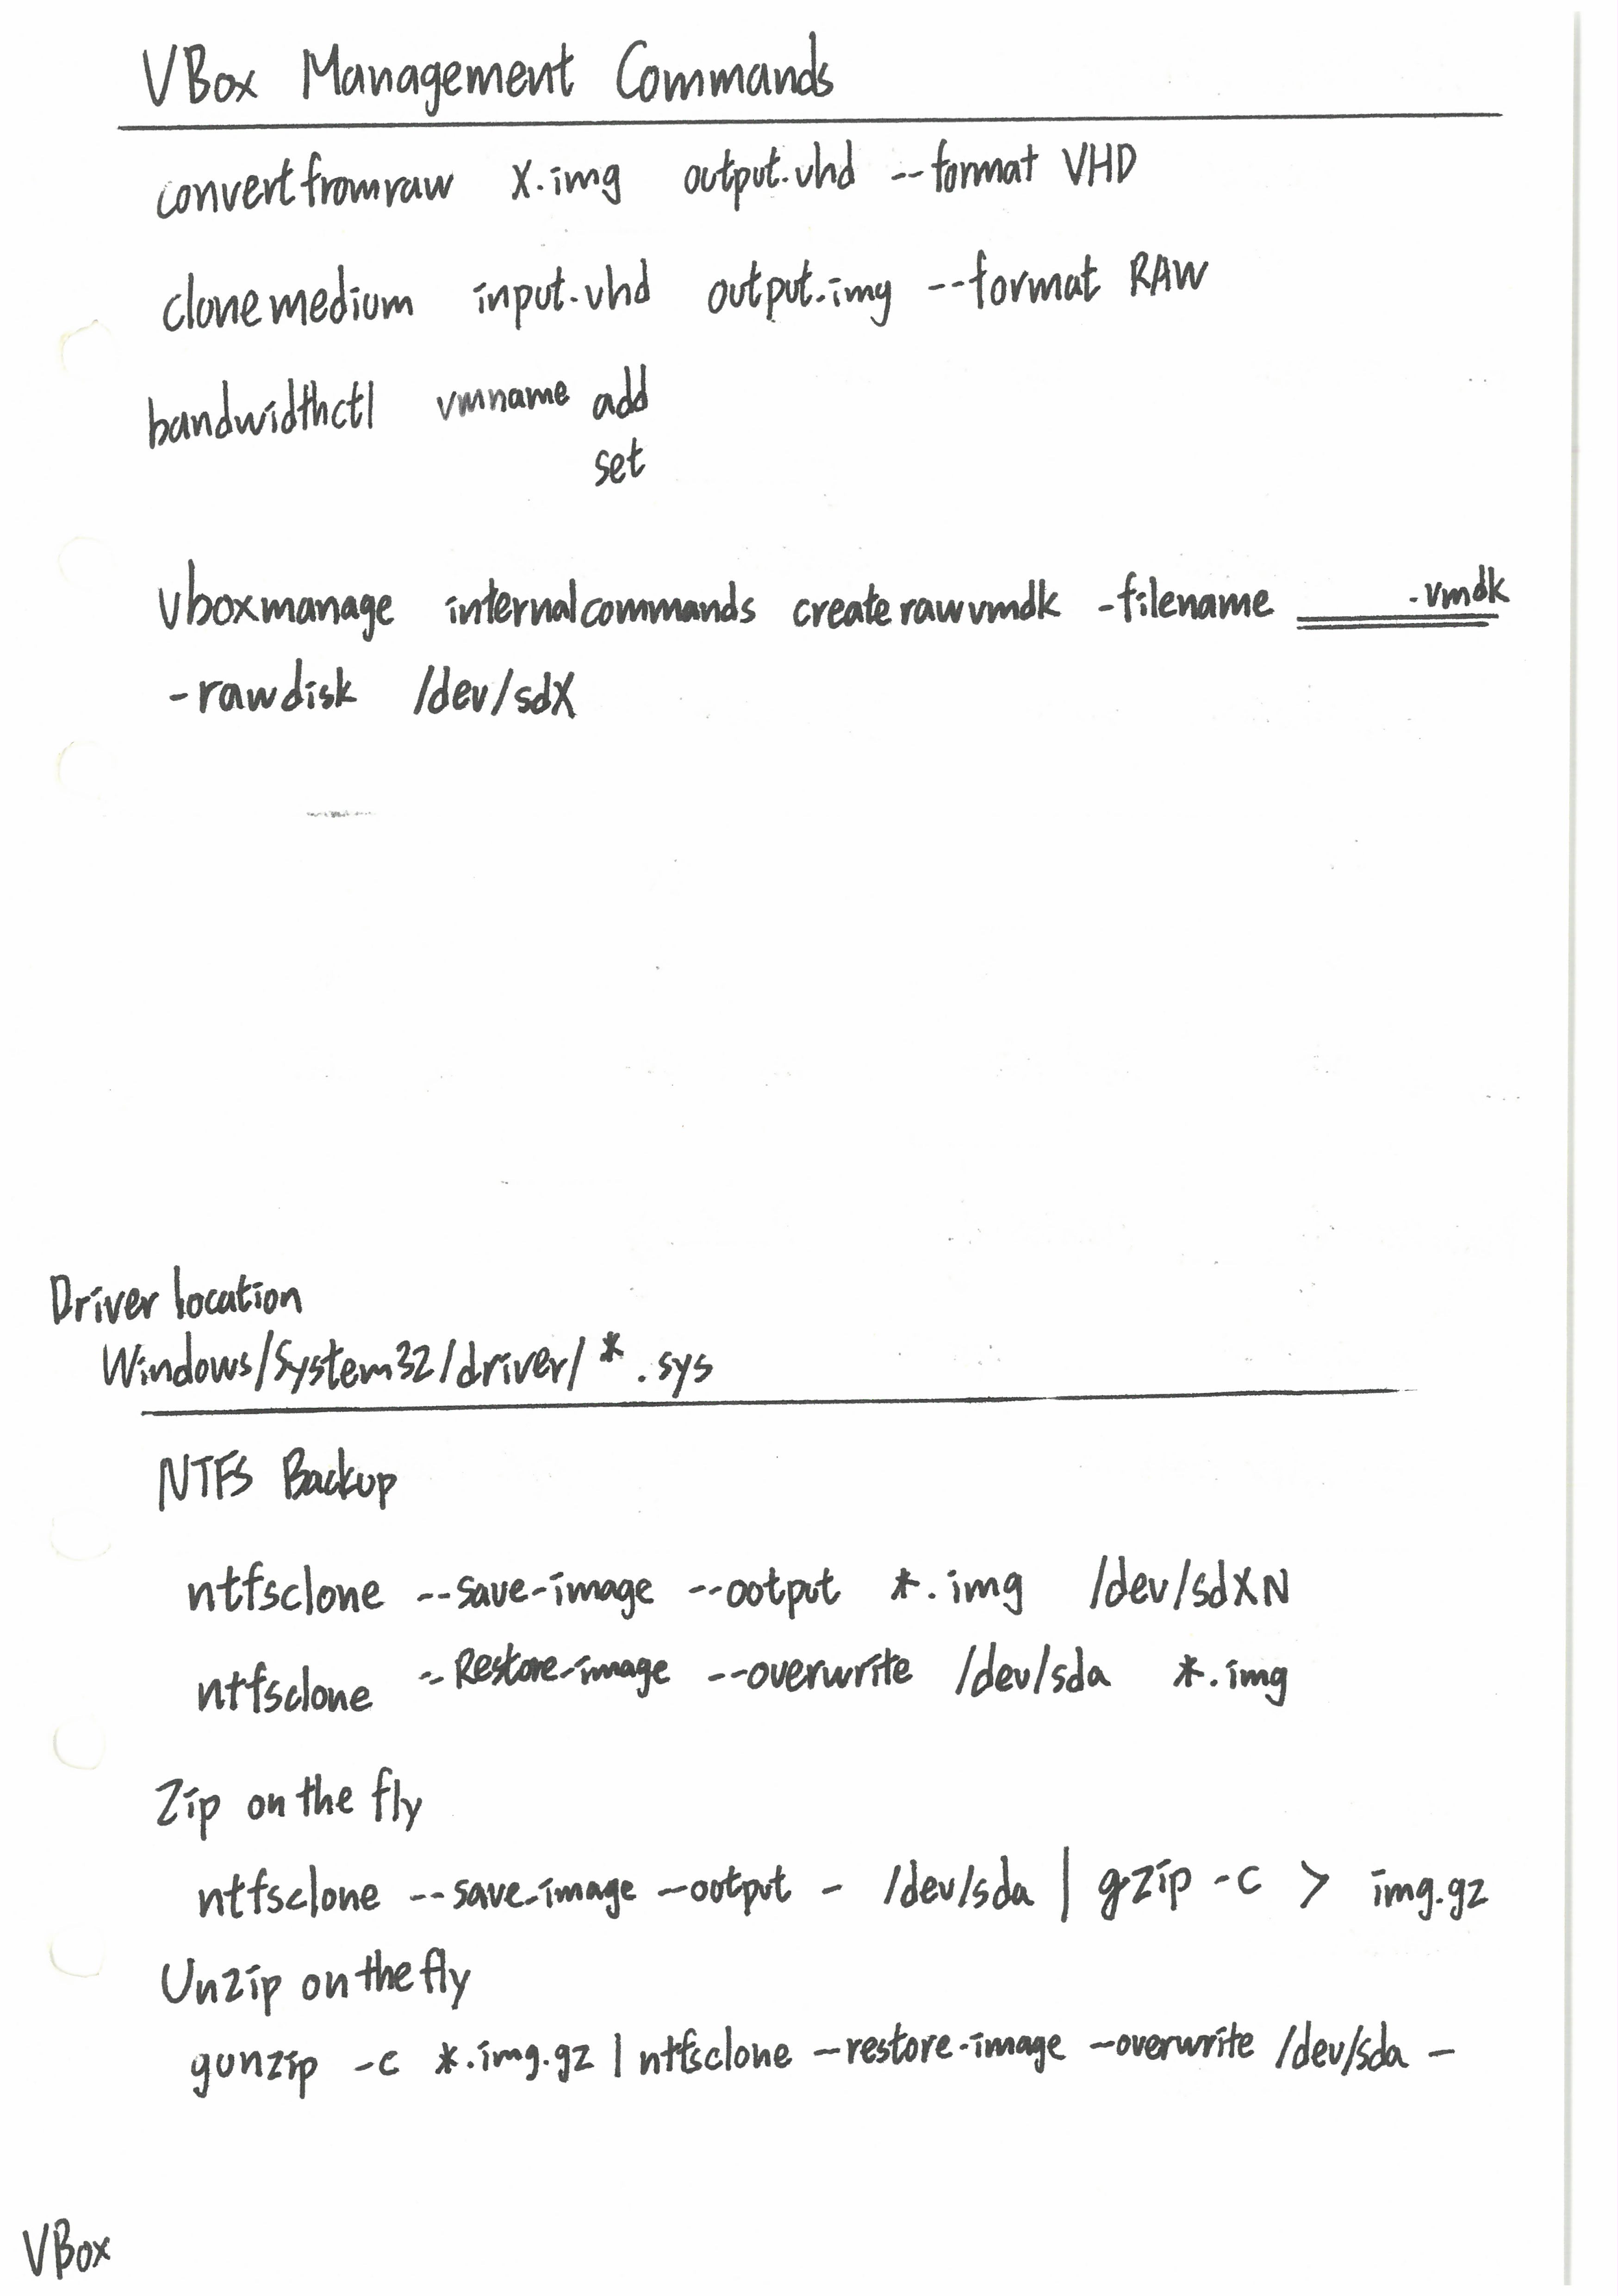 VBox Management Commands
convertfromraw X.img output.vhd --format VHD
clonemedium input.vhd output.img --format RAW
bandwidthctl vmname add
set
Vboxmanage internalcommands createrawvmdk -filename ______.vmdk
-rawdisk /dev/sdX
Driver location
Windows/System32/driver/*.sys
NTFS Backup
ntfsclone --save-image --output *.img /dev/sdXN
ntfsclone --Restore-image --overwrite /dev/sda *.img
Zip on the fly
ntfsclone --save-image --output - /dev/sda | gzip -c > img.gz
Unzip on the fly
gunzip -c *.img.gz | ntfsclone --restore-image --overwrite /dev/sda -
VBox